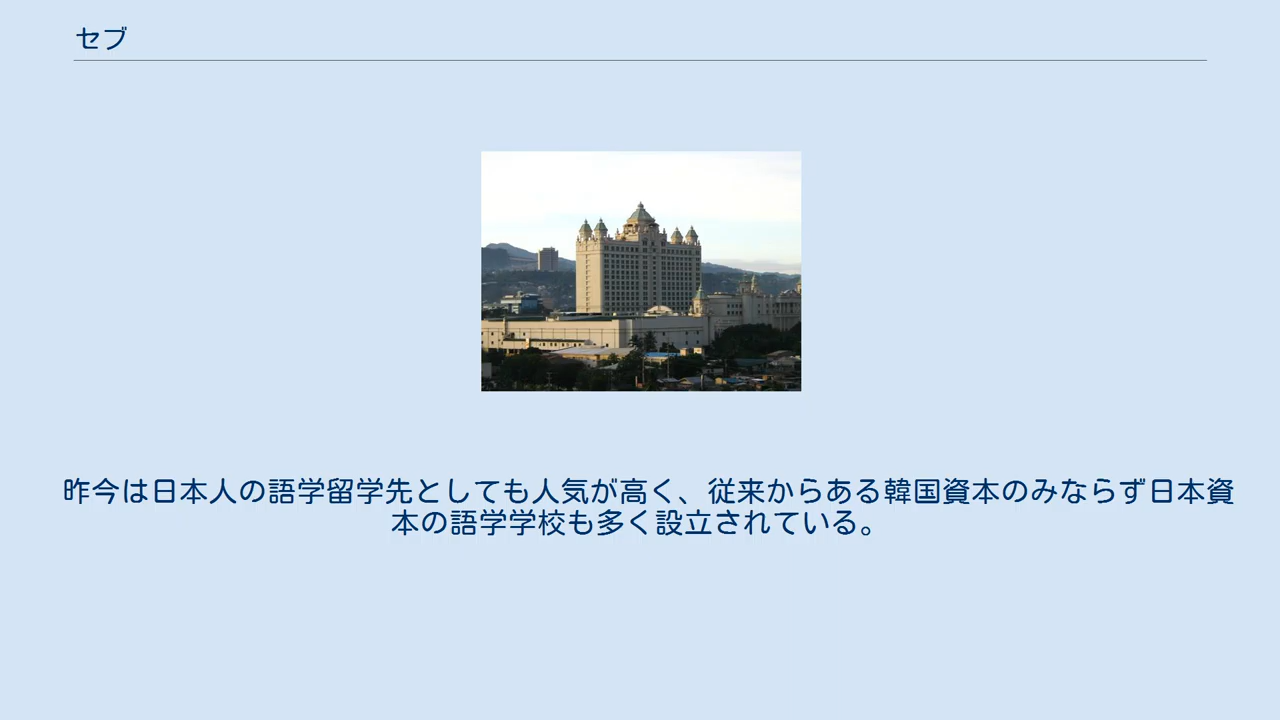 セブ
昨今は日本人の語学留学先としても人気が高く、従来からある韓国資本のみならず日本資
本の語学学校も多く設立されている。